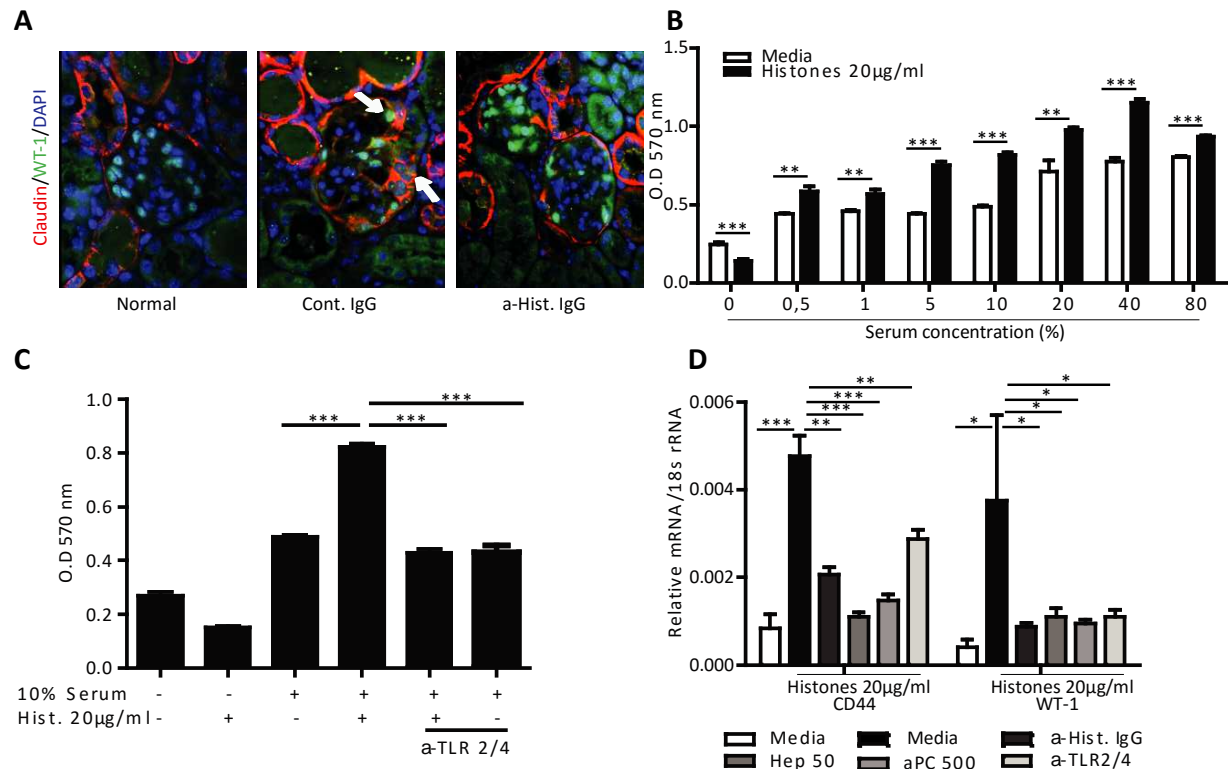 A
Claudin/WT-1/DAPI
Normal
Cont. IgG
a-Hist. IgG
B
Media
Histones 20µg/ml
O.D 570 nm
1.5
1.0
0.5
0.0
***
**
**
***
***
**
***
***
0
0,5
1
5
10
20
40
80
Serum concentration (%)
C
O.D 570 nm
1.0
0.8
0.6
0.4
0.2
0.0
***
***
***
10% Serum - - + + + +
Hist. 20µg/ml - + - + + -
a-TLR 2/4
D
Relative mRNA/18s rRNA
0.006
0.004
0.002
0.000
**
***
***
***
**
*
*
*
*
*
Histones 20µg/ml
CD44
Histones 20µg/ml
WT-1
Media
Media
a-Hist. IgG
Hep 50
aPC 500
a-TLR2/4